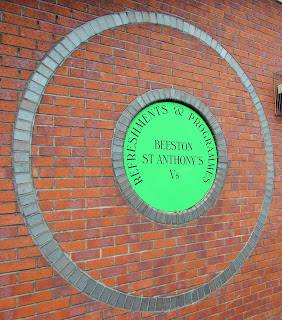 REFRESHMENTS & PROGRAMMES
BEESTON
ST ANTHONY'S
Vs